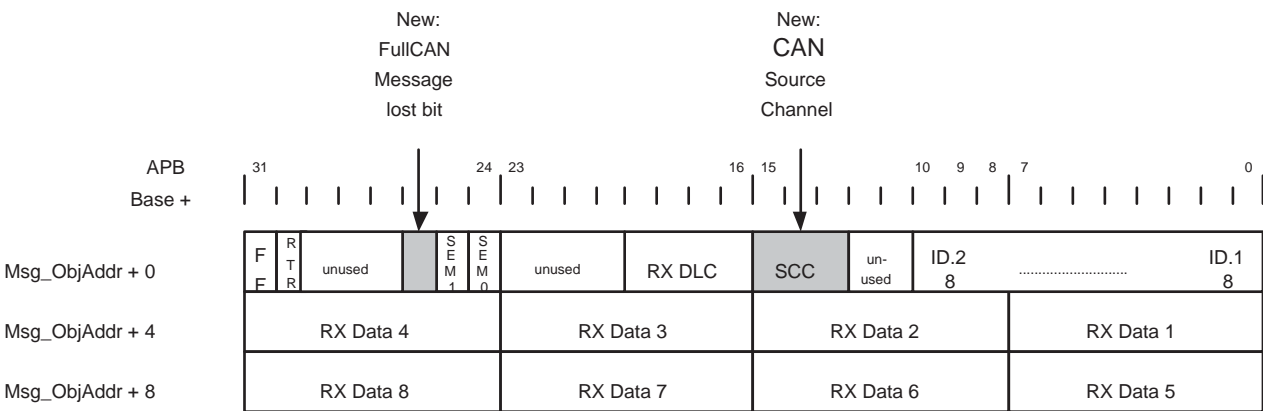 New:
FullCAN
Message
lost bit
New:
CAN
Source
Channel
APB
Base +
31 24 23 16 15 10 9 8 7 0
Msg_ObjAddr + 0
F
F
R
T
R
unused
S
E
M
1
S
E
M
0
unused
RX DLC
SCC
un-
used
ID.2
8
............................
ID.1
8
Msg_ObjAddr + 4
RX Data 4 RX Data 3 RX Data 2 RX Data 1
Msg_ObjAddr + 8
RX Data 8 RX Data 7 RX Data 6 RX Data 5